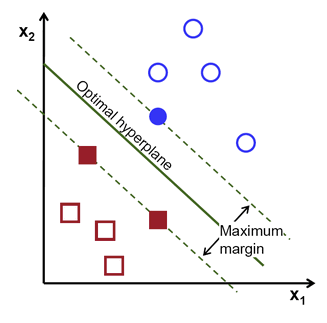 x2
Optimal hyperplane
Maximum
margin
x1